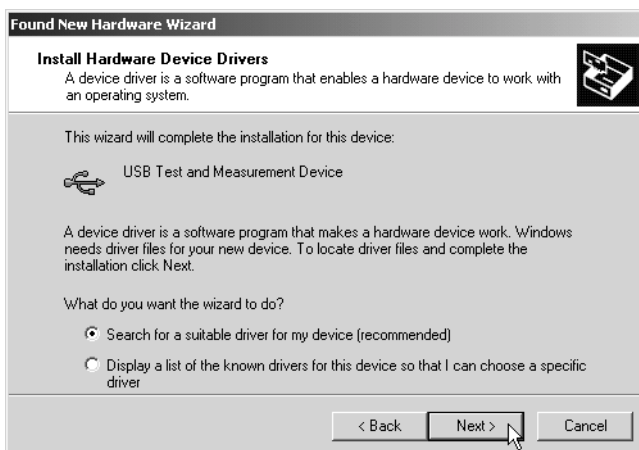 Found New Hardware Wizard
Install Hardware Device Drivers
A device driver is a software program that enables a hardware device to work with
an operating system.
This wizard will complete the installation for this device:
USB Test and Measurement Device
A device driver is a software program that makes a hardware device work. Windows
needs driver files for your new device. To locate driver files and complete the
installation click Next.
What do you want the wizard to do?
Search for a suitable driver for my device (recommended)
Display a list of the known drivers for this device so that I can choose a specific
driver
< Back Next > Cancel